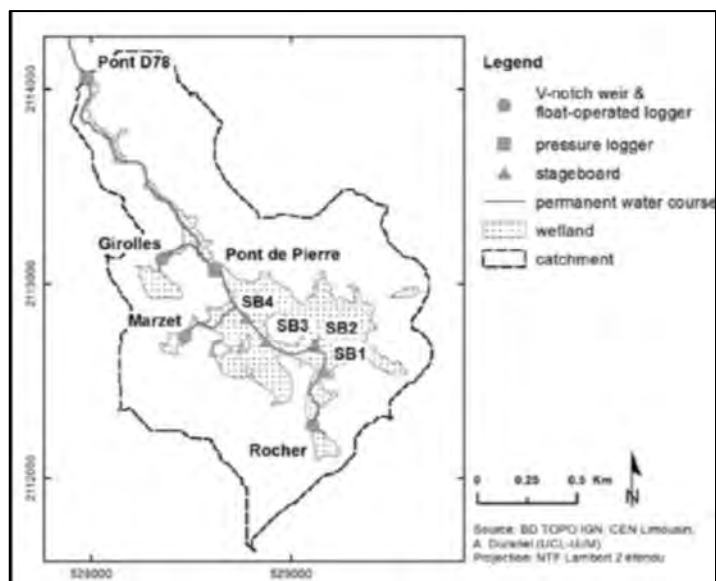 Pont D78
Girolles
Pont de Pierre
SB4
Marzet
SB3
SB2
SB1
Rocher
2114000
2113000
2112000
528000
529000
Legend
V-notch weir &
float-operated logger
pressure logger
stageboard
permanent water course
wetland
catchment
0 0.25 0.5 Km
N
Source: BD TOPO IGN, CEN Limousin,
A. (UCL-
Projection: NTF Lambert 2 étendu